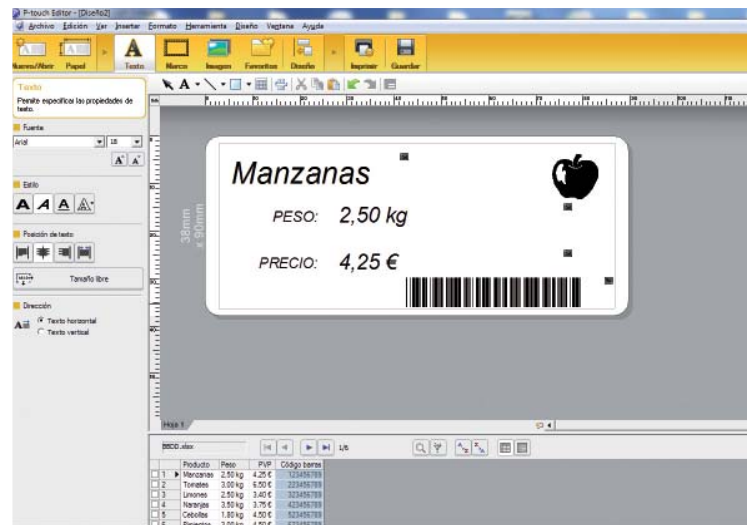 P-touch Editor - [Diseño2]
Archivo Edición Ver Insertar Formato Herramienta Diseño Ventana Ayuda
Nuevo/Abrir Papel Texto Marco Imagen Favoritos Diseño Imprimir Guardar
Texto
Permite especificar las propiedades de
texto.
Fuente
Arial 18
Estilo
Posición de texto
Tamaño libre
Dirección
Texto horizontal
Texto vertical
38mm
x 90mm
Manzanas
PESO: 2,50 kg
PRECIO: 4,25 €
Hoja 1
BBDD.xlsx 1/6
Producto Peso PVP Código barras
1 Manzanas 2,50 kg 4,25 € 123456789
2 Tomates 3,00 kg 6,50 € 223456789
3 Limones 2,50 kg 3,40 € 323456789
4 Naranjas 3,50 kg 3,75 € 423456789
5 Cebollas 1,80 kg 4,50 € 523456789